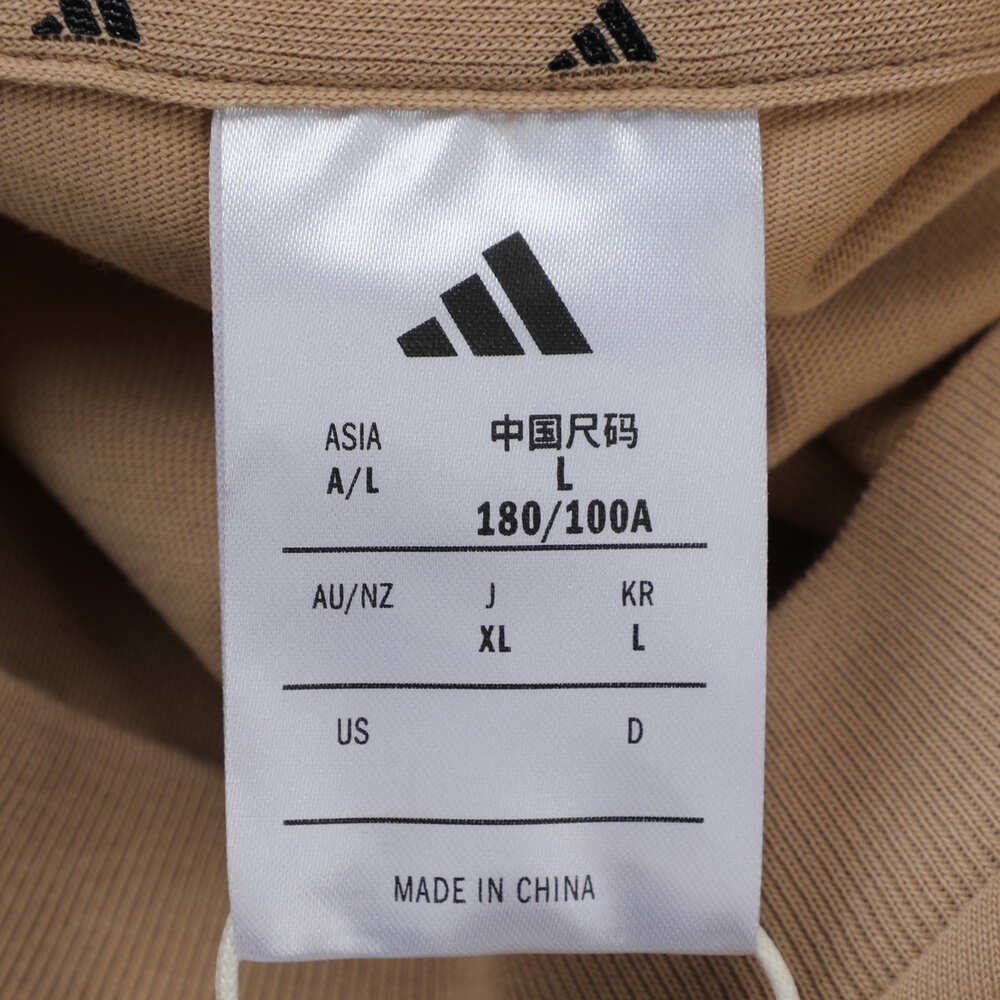 ASIA 中国尺码
A/L L
180/100A
AU/NZ J KR
XL L
US D
MADE IN CHINA